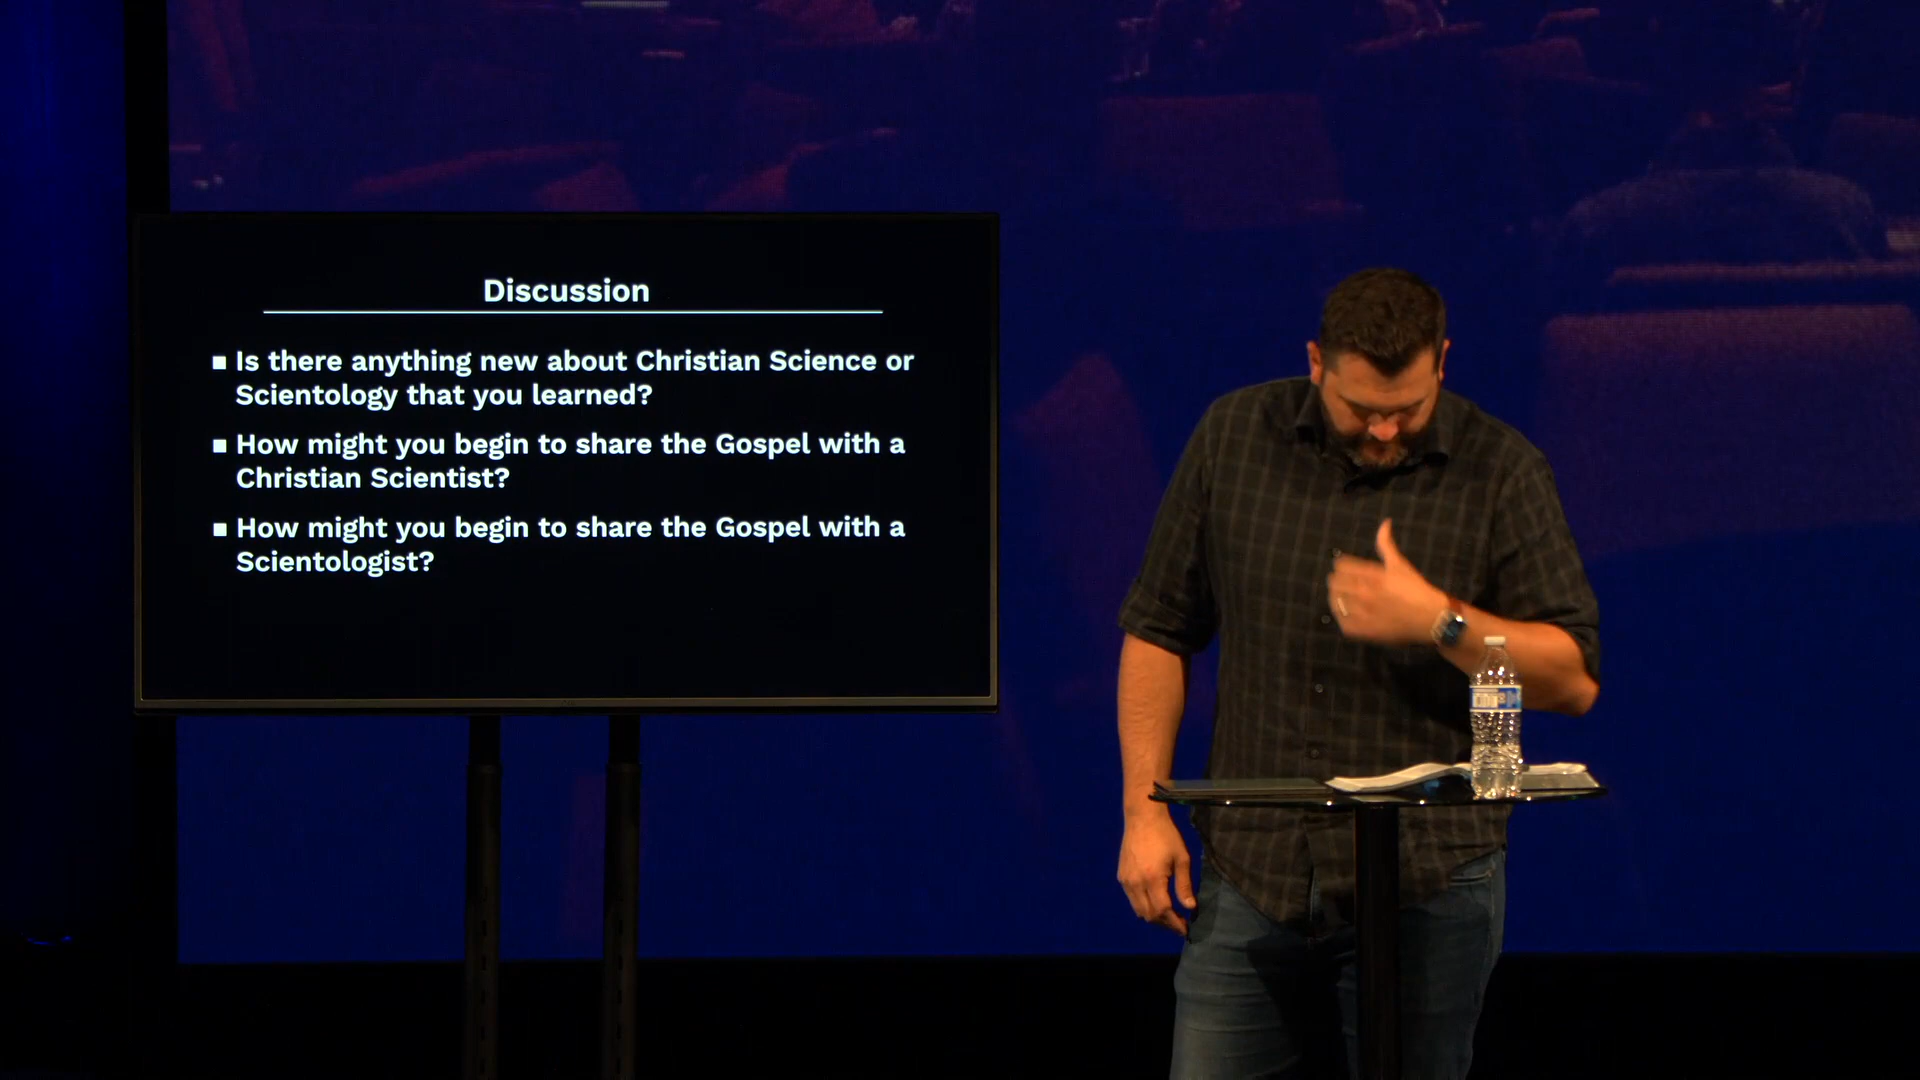 Discussion
▪ Is there anything new about Christian Science or
Scientology that you learned?
▪ How might you begin to share the Gospel with a
Christian Scientist?
▪ How might you begin to share the Gospel with a
Scientologist?